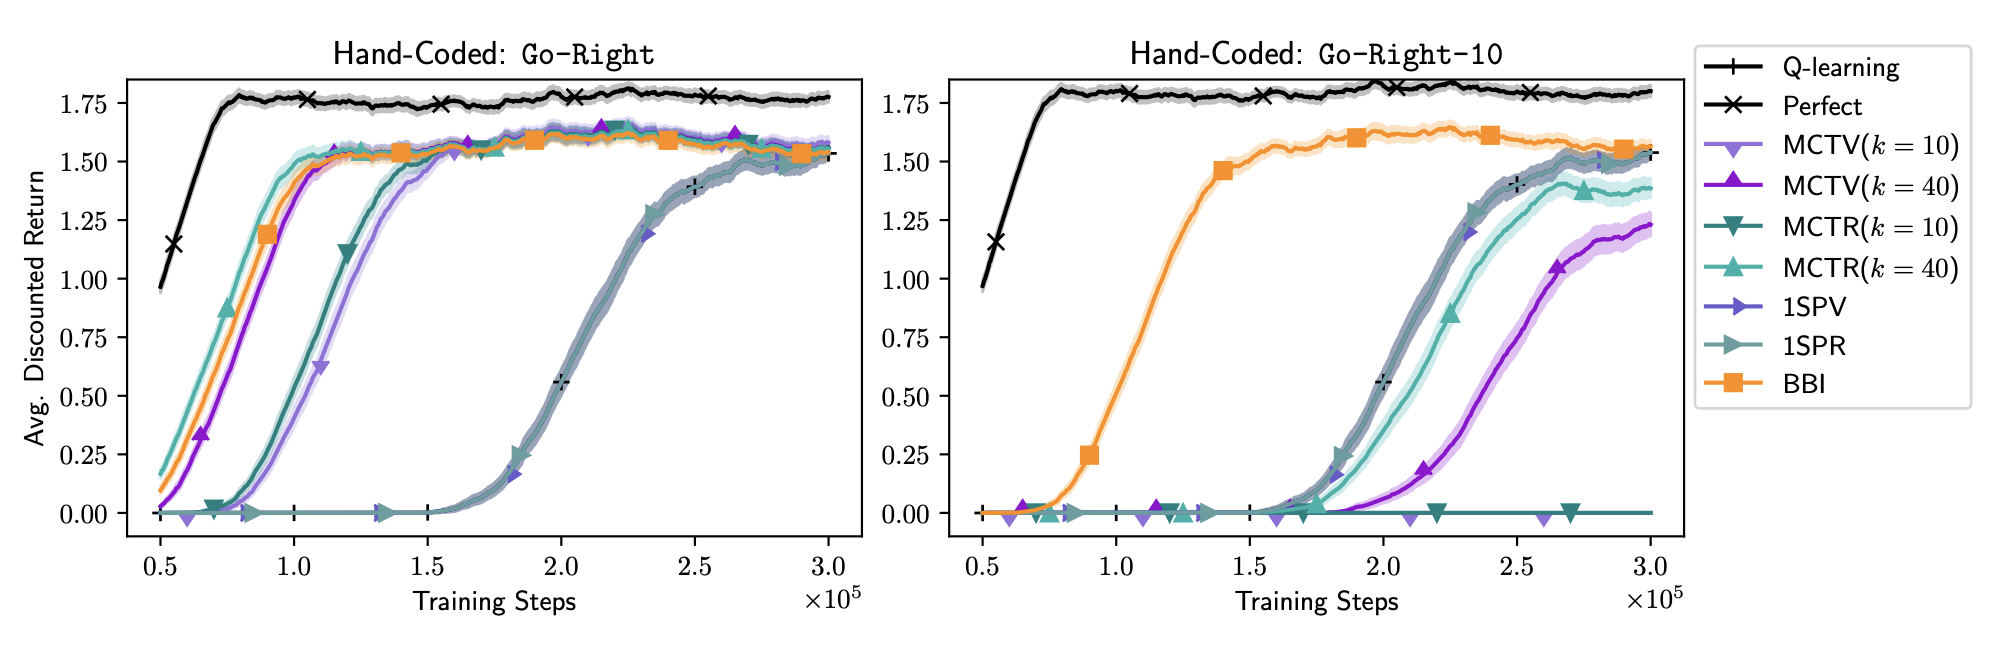 Hand-Coded: Go-Right
Avg. Discounted Return
1.75
1.50
1.25
1.00
0.75
0.50
0.25
0.00
0.5 1.0 1.5 2.0 2.5 3.0
×10⁵
Training Steps
Hand-Coded: Go-Right-10
1.75
1.50
1.25
1.00
0.75
0.50
0.25
0.00
0.5 1.0 1.5 2.0 2.5 3.0
×10⁵
Training Steps
Q-learning
Perfect
MCTV(k = 10)
MCTV(k = 40)
MCTR(k = 10)
MCTR(k = 40)
1SPV
1SPR
BBI